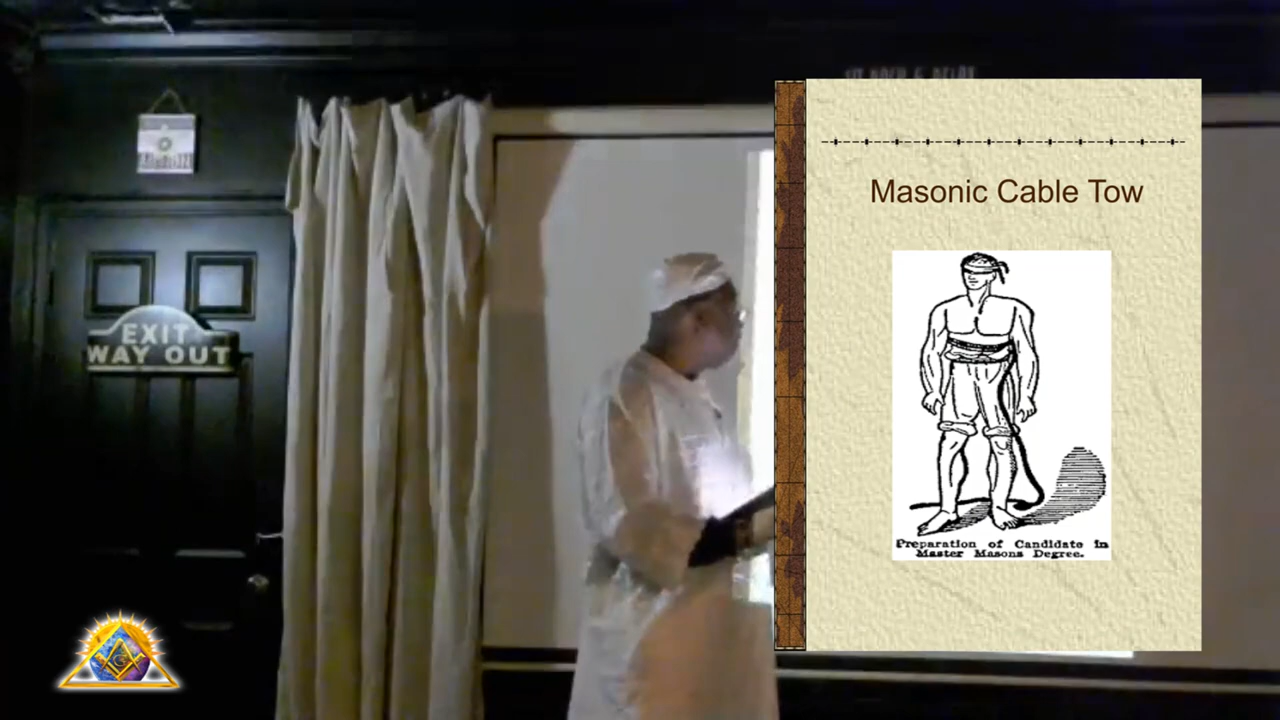 EXIT
WAY OUT
Masonic Cable Tow
Preparation of Candidate in
Master Masons Degree.
G